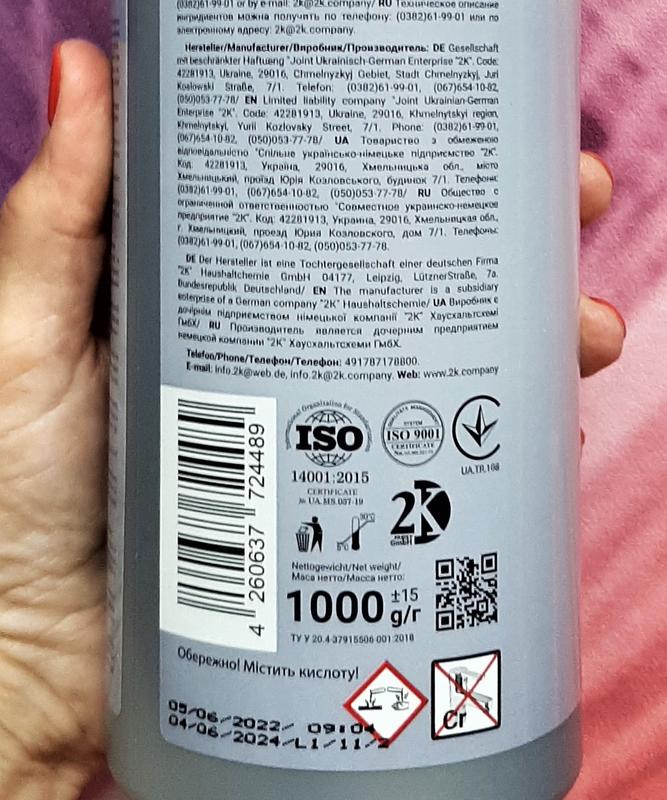 (0382)61-99-01 or by e-mail: 2k@2k.company/ RU Техническое описание
ингредиентов можна получить по телефону: (0382)61-99-01 или по
электронному адресу: 2k@2k.company.
Hersteller/Manufacturer/Виробник/Производитель: DE Gesellschaft
mit beschränkter Haftung "Joint Ukrainisch-German Enterprise "2K". Code:
42281913, Ukraine, 29016, Chmelnyzkyj Gebiet, Stadt Chmelnyzkyj, Juri
Koslowski Straße, 7/1. Telefon: (0382)61-99-01, (067)654-10-82,
(050)053-77-78/ EN Limited liability company "Joint Ukrainian-German
Enterprise "2K". Code: 42281913, Ukraine, 29016, Khmelnytskyi region,
Khmelnytskyi, Yurii Kozlovsky Street, 7/1. Phone: (0382)61-99-01,
(067)654-10-82, (050)053-77-78/ UA Товариство з обмеженою
відповідальністю "Спільне українсько-німецьке підприємство "2К".
Код: 42281913, Україна, 29016, Хмельницька обл., місто
Хмельницький, проїзд Юрія Козловського, будинок 7/1. Телефони:
(0382)61-99-01, (067)654-10-82, (050)053-77-78/ RU Общество с
ограниченной ответственностью "Совместное украинско-немецкое
предприятие "2К". Код: 42281913, Украина, 29016, Хмельницкая обл.,
г. Хмельницкий, проезд Юрия Козловского, дом 7/1. Телефоны:
(0382)61-99-01, (067)654-10-82, (050)053-77-78.
DE Der Hersteller ist eine Tochtergesellschaft einer deutschen Firma
"2K" Haushaltchemie GmbH 04177, Leipzig, LütznerStraße, 7a.
Bundesrepublik Deutschland/ EN The manufacturer is a subsidiary
enterprise of a German company "2K" Haushaltschemie/ UA Виробник є
дочірнім підприємством німецької компанії "2К" Хаусхальтсхемі
ГмбХ/ RU Производитель является дочерним предприятием
немецкой компании "2К" Хаусхальтсхеми ГмбХ.
Telefon/Phone/Телефон/Телефон: 491787178800.
E-mail: info.2k@web.de, info.2k@2k.company. Web: www.2k.company
International Organization for
ISO
14001:2015
CERTIFICATE
№ UA.MS.037-19
SYSTEM
ISO 9001
CERTIFICATE
UA.TR.108
30°C
5°C
2K
GmbH
4 260637 724489
Nettogewicht/Net weight/
Маса нетто/Масса нетто:
1000 ±15 g/г
ТУ У 20.4-37915506-001:2018
Обережно! Містить кислоту!
Cr
05/06/2022/ 09:04
04/06/2024/L1/11/2